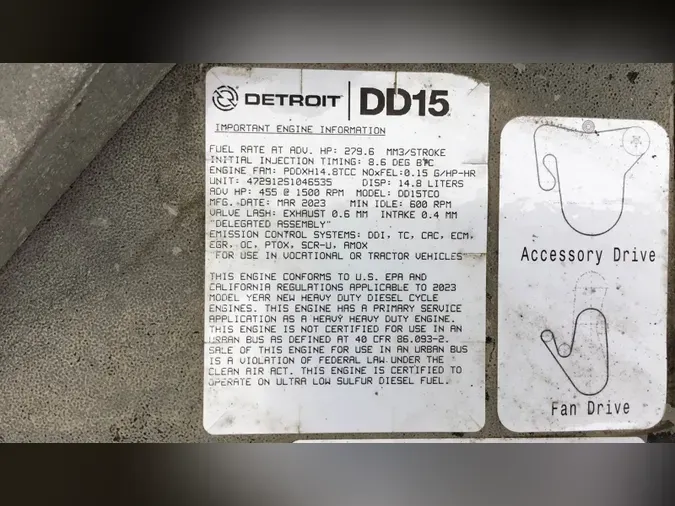 DETROIT DD15
IMPORTANT ENGINE INFORMATION
FUEL RATE AT ADV. HP: 279.6 MM3/STROKE
INITIAL INJECTION TIMING: 8.6 DEG BTC
ENGINE FAM: PDDXH14.8TCC NOxFEL:0.15 G/HP-HR
UNIT: 472912S1046535 DISP: 14.8 LITERS
ADV HP: 455 @ 1500 RPM MODEL: DD15TCO
MFG. DATE: MAR 2023 MIN IDLE: 600 RPM
VALVE LASH: EXHAUST 0.6 MM INTAKE 0.4 MM
"DELEGATED ASSEMBLY"
EMISSION CONTROL SYSTEMS: DDI, TC, CAC, ECM,
EGR, OC, PTOX, SCR-U, AMOX
FOR USE IN VOCATIONAL OR TRACTOR VEHICLES
THIS ENGINE CONFORMS TO U.S. EPA AND
CALIFORNIA REGULATIONS APPLICABLE TO 2023
MODEL YEAR NEW HEAVY DUTY DIESEL CYCLE
ENGINES. THIS ENGINE HAS A PRIMARY SERVICE
APPLICATION AS A HEAVY HEAVY DUTY ENGINE.
THIS ENGINE IS NOT CERTIFIED FOR USE IN AN
URBAN BUS AS DEFINED AT 40 CFR 86.093-2.
SALE OF THIS ENGINE FOR USE IN AN URBAN BUS
IS A VIOLATION OF FEDERAL LAW UNDER THE
CLEAN AIR ACT. THIS ENGINE IS CERTIFIED TO
OPERATE ON ULTRA LOW SULFUR DIESEL FUEL.
Accessory Drive
Fan Drive